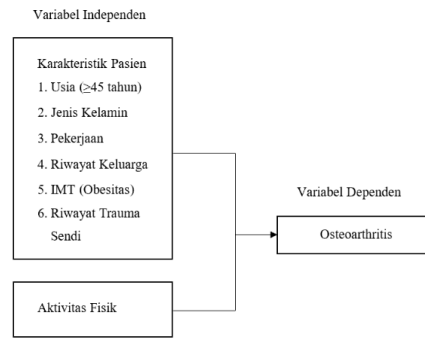 Variabel Independen
Karakteristik Pasien
1. Usia (≥45 tahun)
2. Jenis Kelamin
3. Pekerjaan
4. Riwayat Keluarga
5. IMT (Obesitas)
6. Riwayat Trauma
Sendi
Variabel Dependen
Osteoarthritis
Aktivitas Fisik